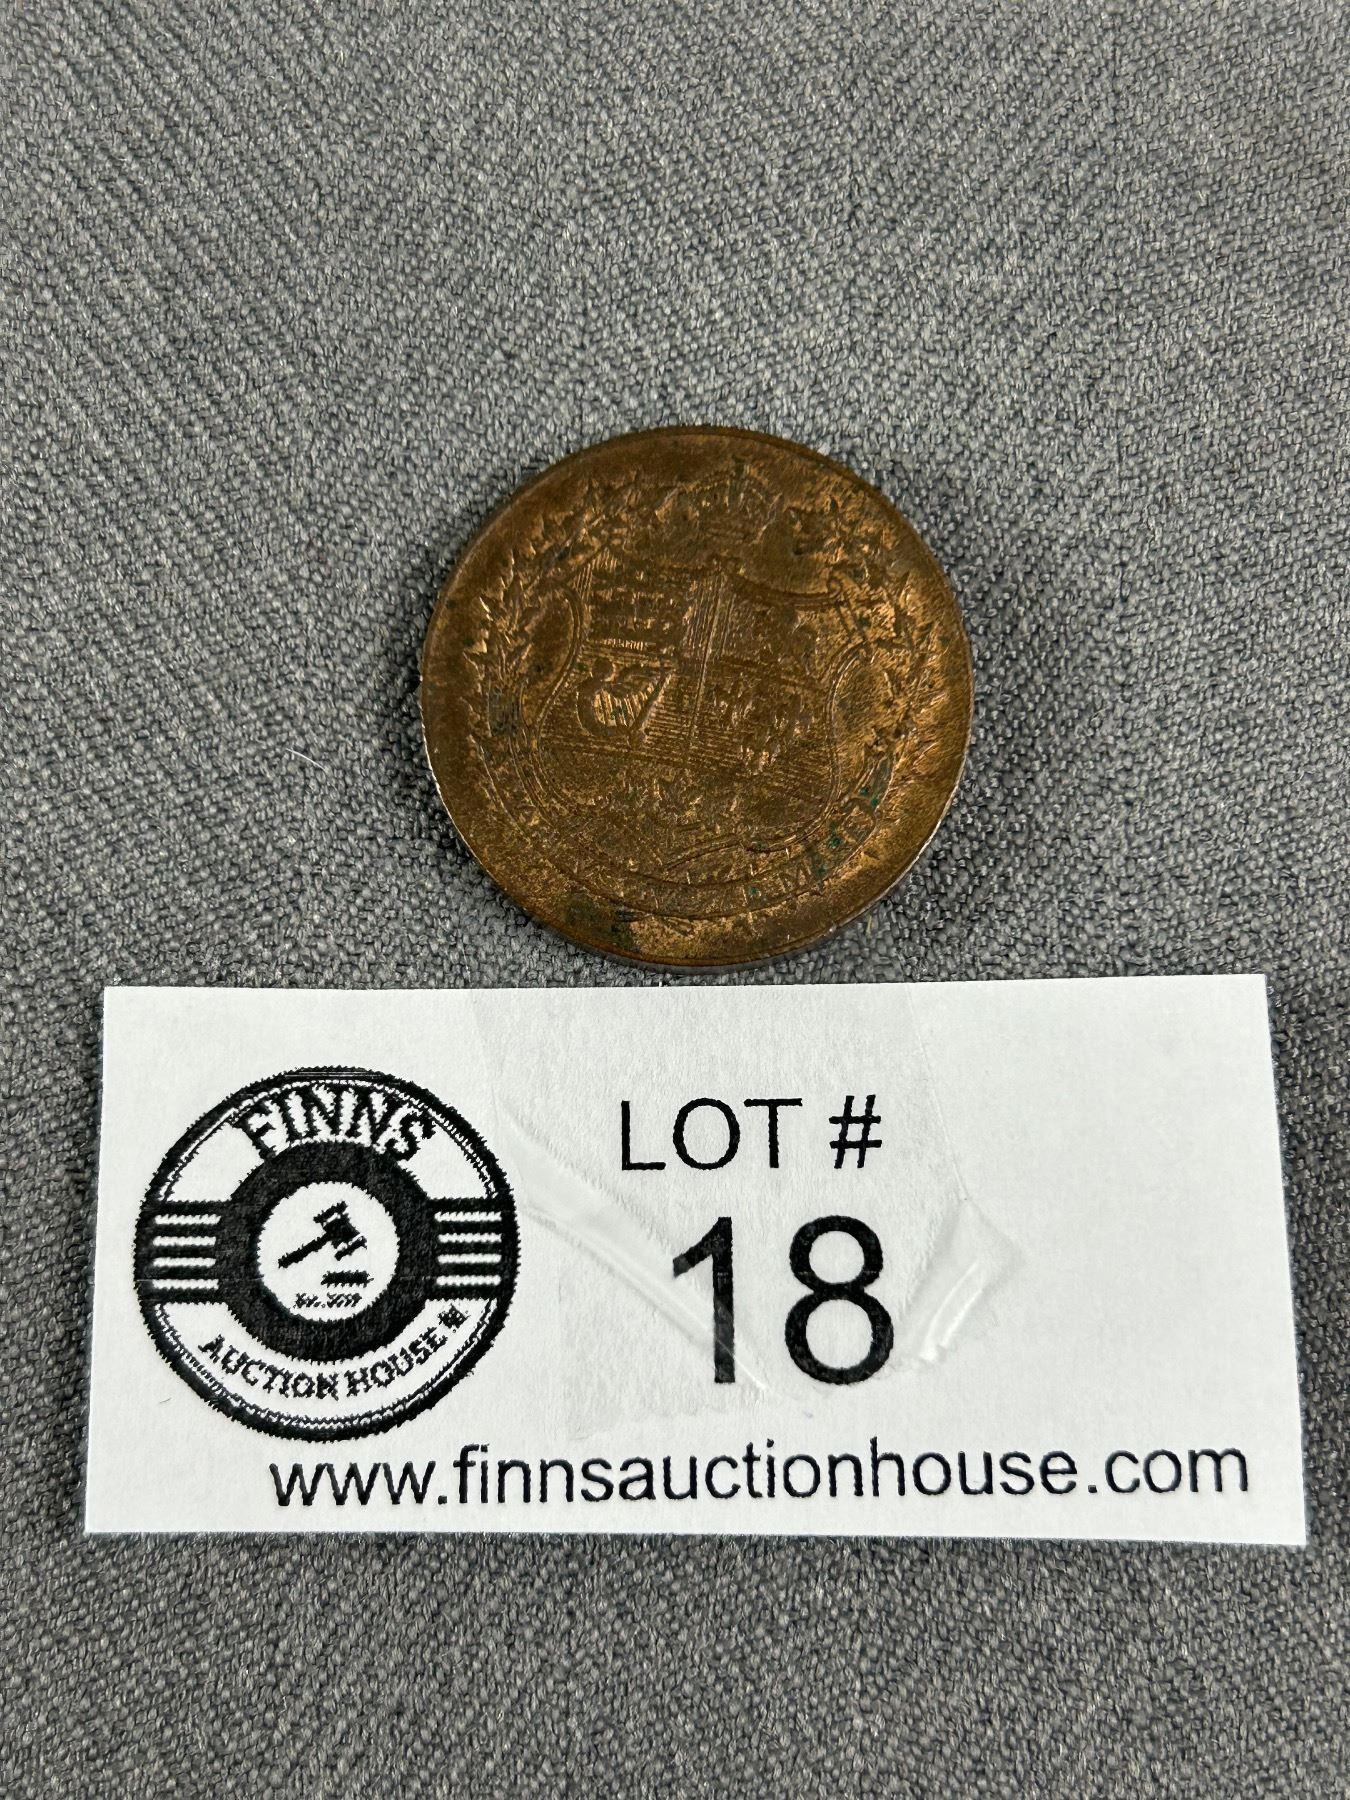 FINNS
AUCTION HOUSE
LOT #
18
www.finnsauctionhouse.com